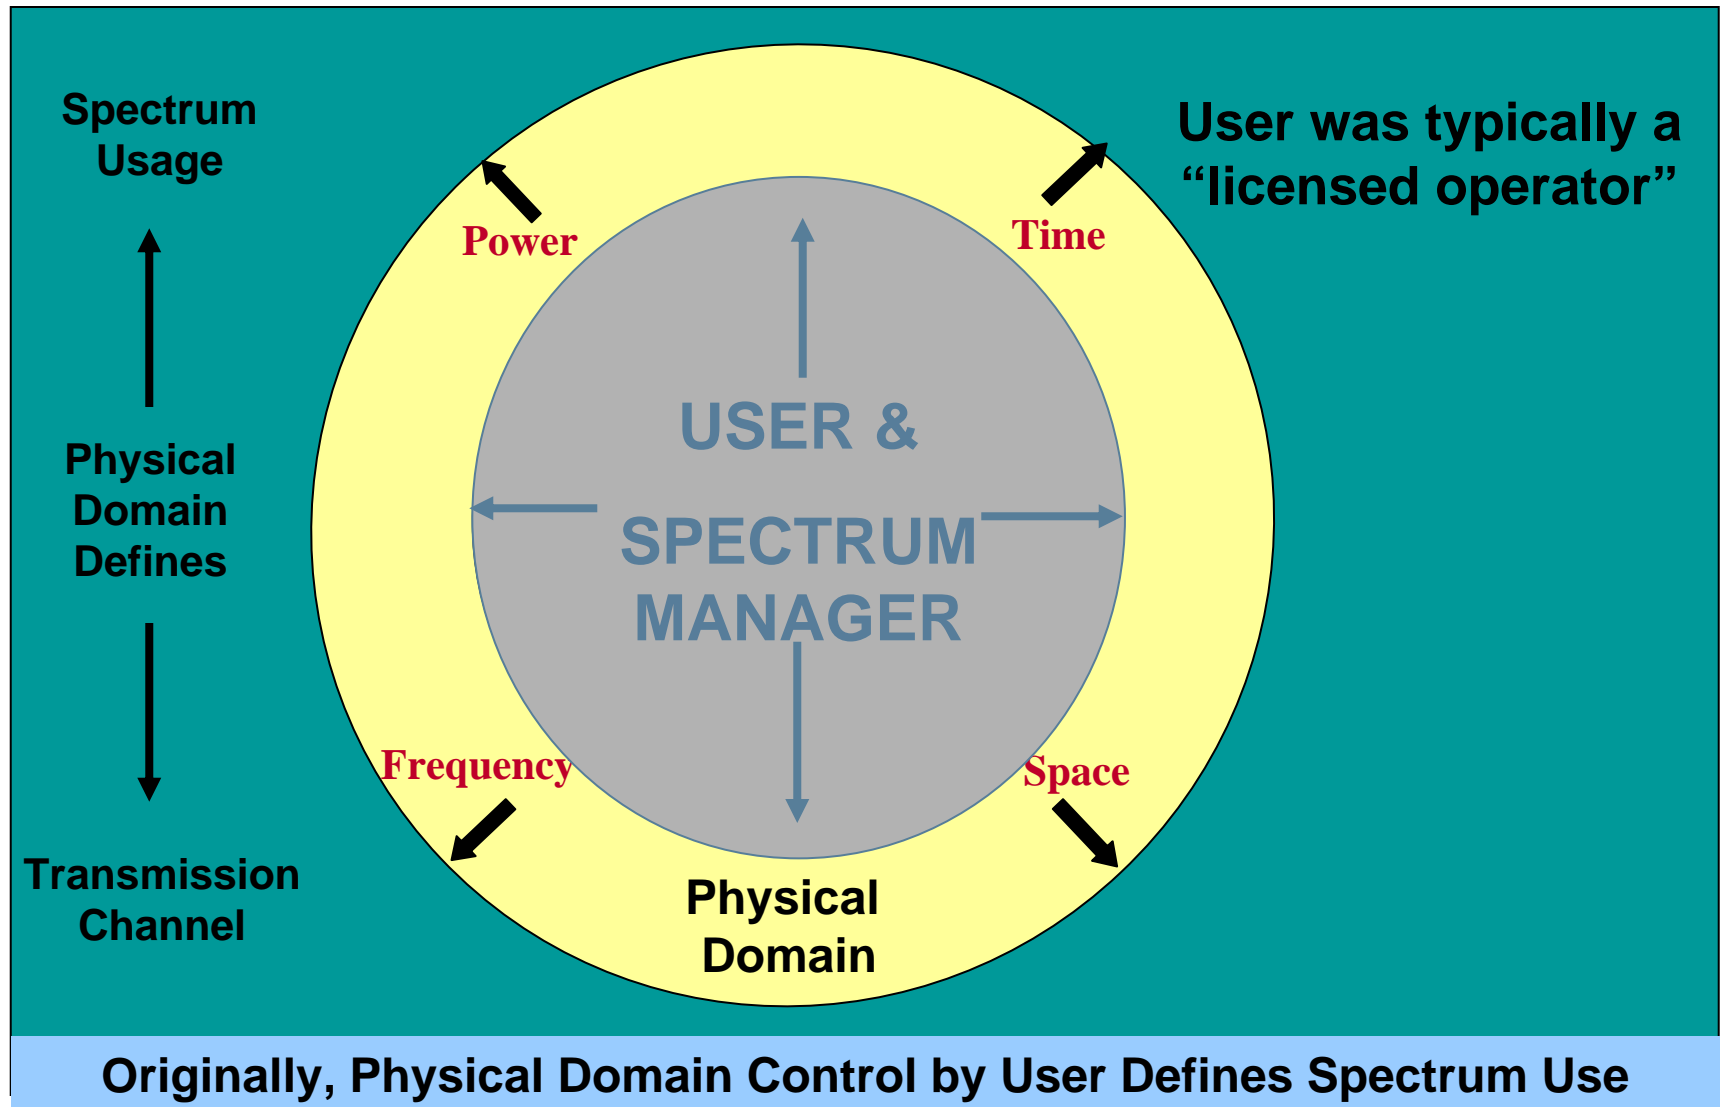 Spectrum
Usage
Physical
Domain
Defines
Transmission
Channel
Power
Time
USER &
SPECTRUM
MANAGER
Frequency
Space
Physical
Domain
User was typically a
“licensed operator”
Originally, Physical Domain Control by User Defines Spectrum Use